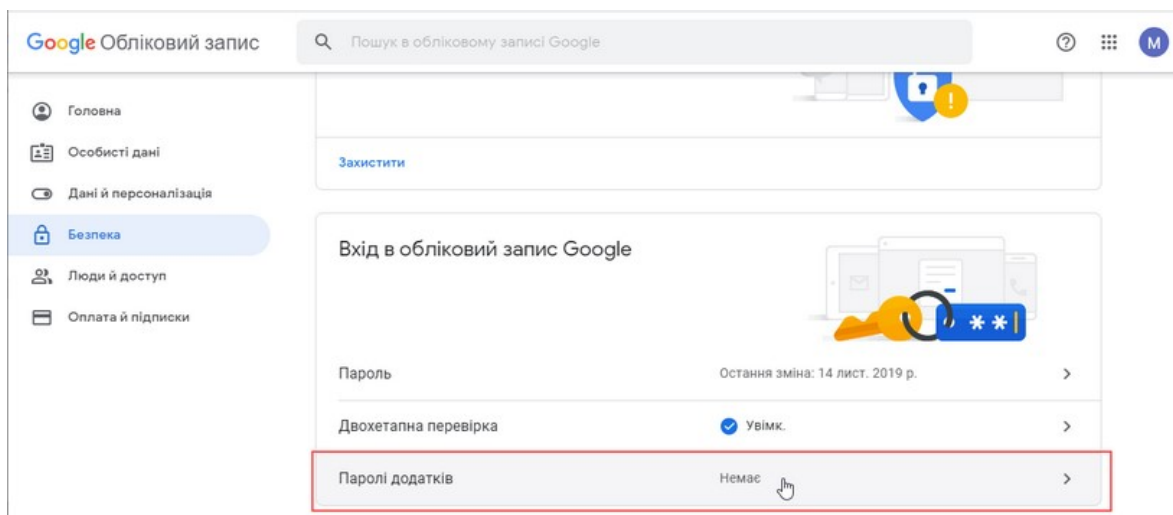 Google Обліковий запис
Пошук в обліковому записі Google
M
Головна
Особисті дані
Дані й персоналізація
Безпека
Люди й доступ
Оплата й підписки
Захистити
Вхід в обліковий запис Google
**
Пароль
Остання зміна: 14 лист. 2019 р.
Двохетапна перевірка
Увімк.
Паролі додатків
Немає